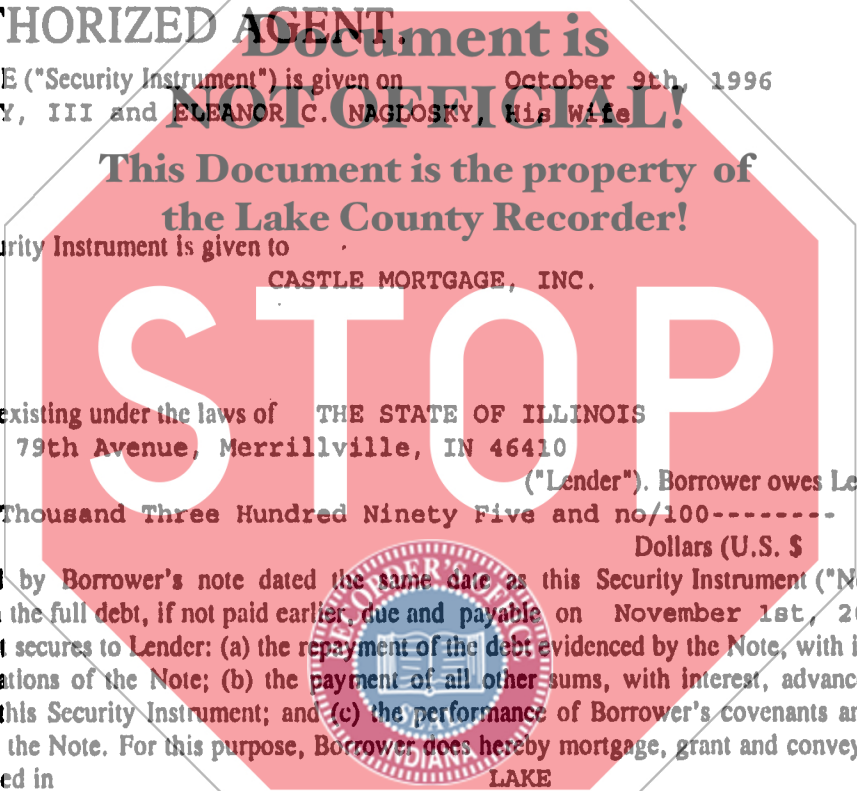 THORIZED AGENT.
Document is
E ("Security Instrument") is given on October 9th, 1996
NOT OFFICIAL!
Y, III and ELEANOR C. NAGLOSKY, His Wife
This Document is the property of
the Lake County Recorder!
urity Instrument is given to
CASTLE MORTGAGE, INC.
STOP
existing under the laws of THE STATE OF ILLINOIS
79th Avenue, Merrillville, IN 46410
("Lender"). Borrower owes Le
Thousand Three Hundred Ninety Five and no/100--------
Dollars (U.S. $
by Borrower's note dated the same date as this Security Instrument ("No
the full debt, if not paid earlier, due and payable on November 1st, 20
t secures to Lender: (a) the repayment of the debt evidenced by the Note, with i
ations of the Note; (b) the payment of all other sums, with interest, advanc
this Security Instrument; and (c) the performance of Borrower's covenants a
the Note. For this purpose, Borrower does hereby mortgage, grant and convey
ed in LAKE
RECORDER'S OFFICE
INDIANA